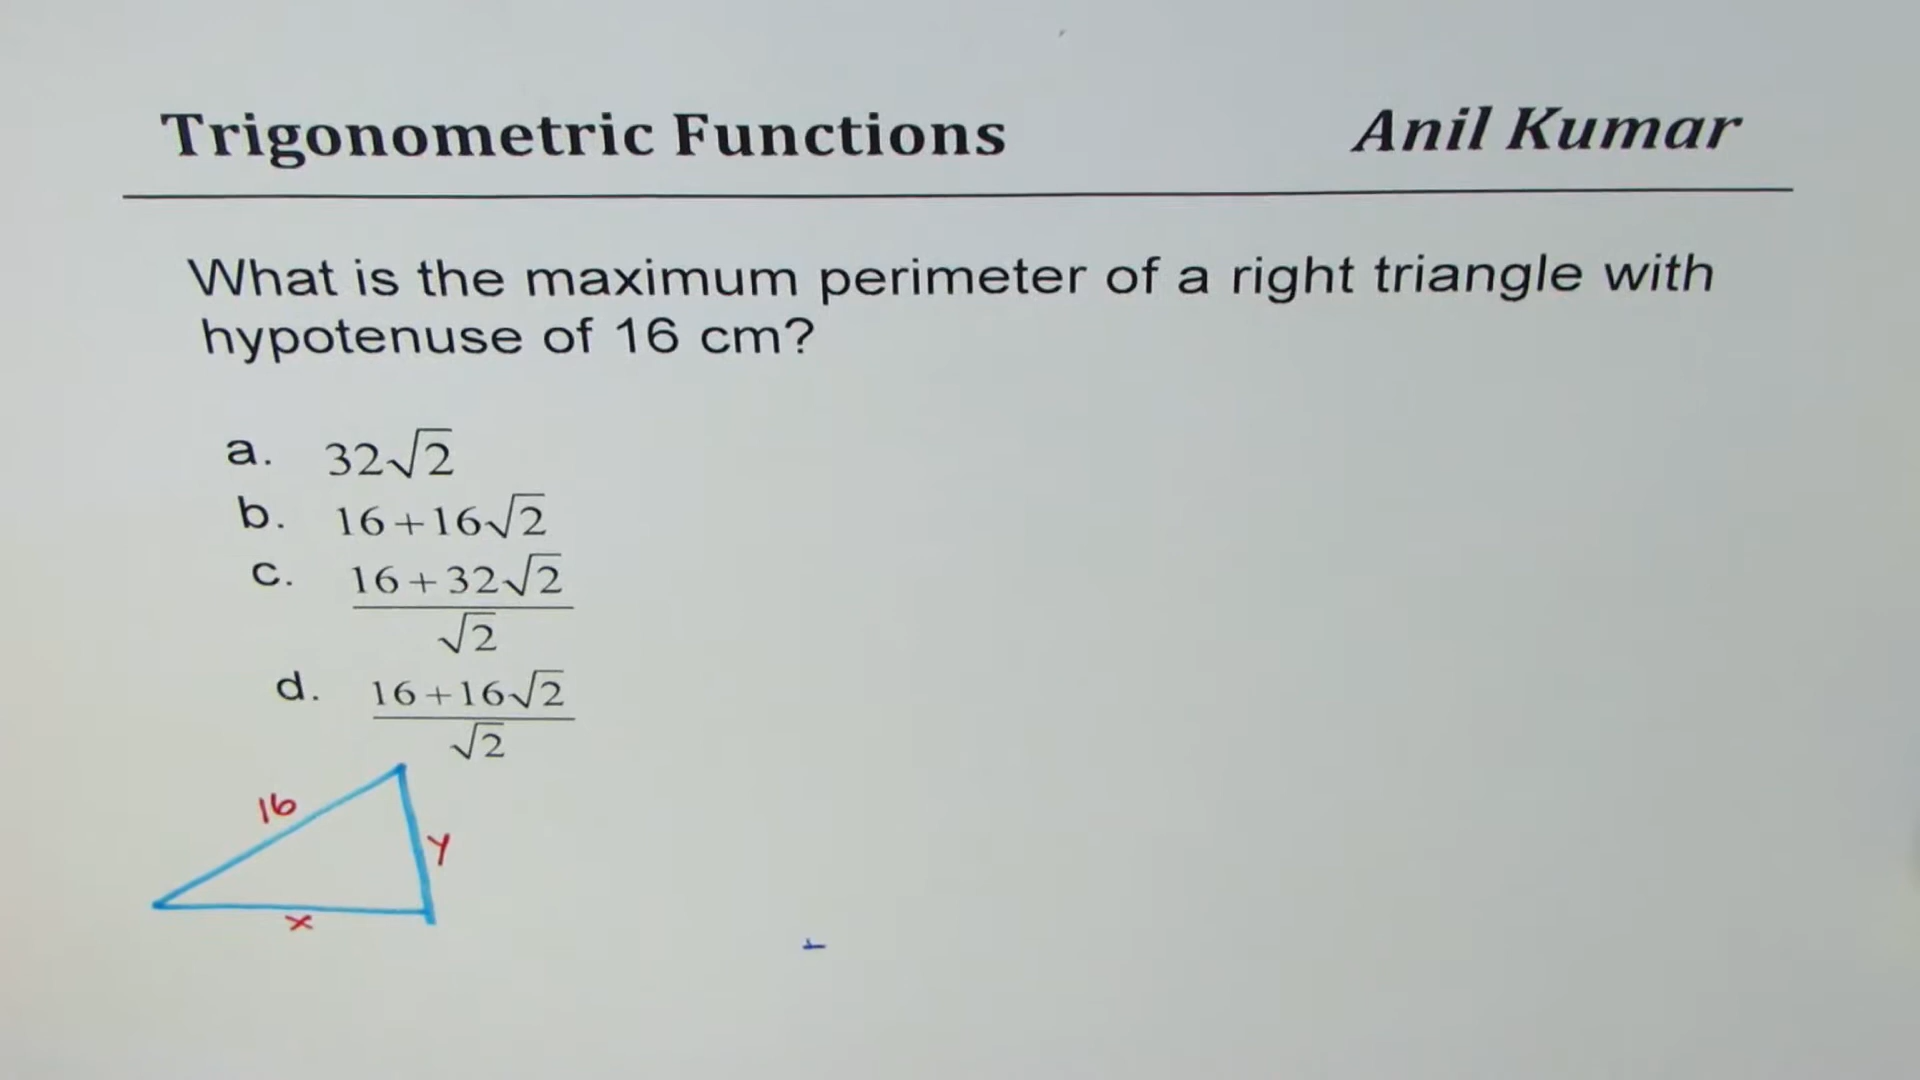 Trigonometric Functions
Anil Kumar
What is the maximum perimeter of a right triangle with
hypotenuse of 16 cm?
a. 32√2
b. 16+16√2
c. 16+32√2
√2
d. 16+16√2
√2
16
y
x